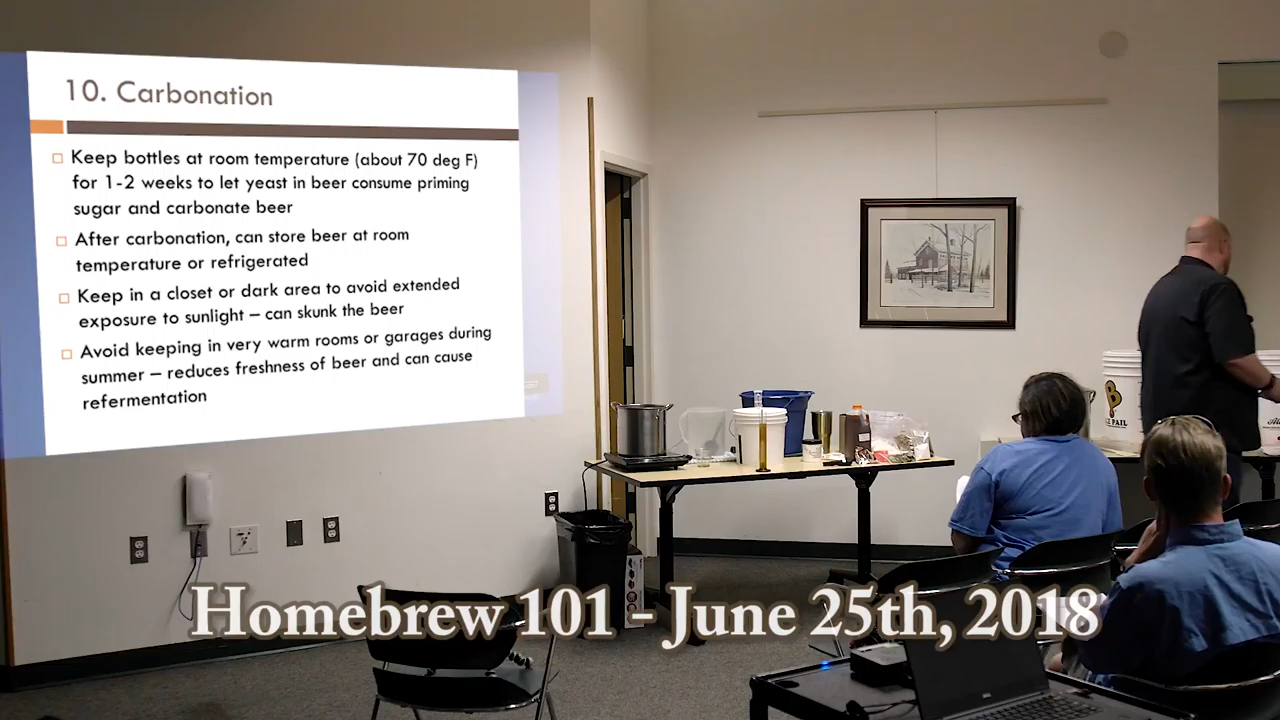 10. Carbonation
Keep bottles at room temperature (about 70 deg F)
for 1-2 weeks to let yeast in beer consume priming
sugar and carbonate beer
After carbonation, can store beer at room
temperature or refrigerated
Keep in a closet or dark area to avoid extended
exposure to sunlight – can skunk the beer
Avoid keeping in very warm rooms or garages during
summer – reduces freshness of beer and can cause
refermentation
PAIL
Homebrew 101 - June 25th, 2018